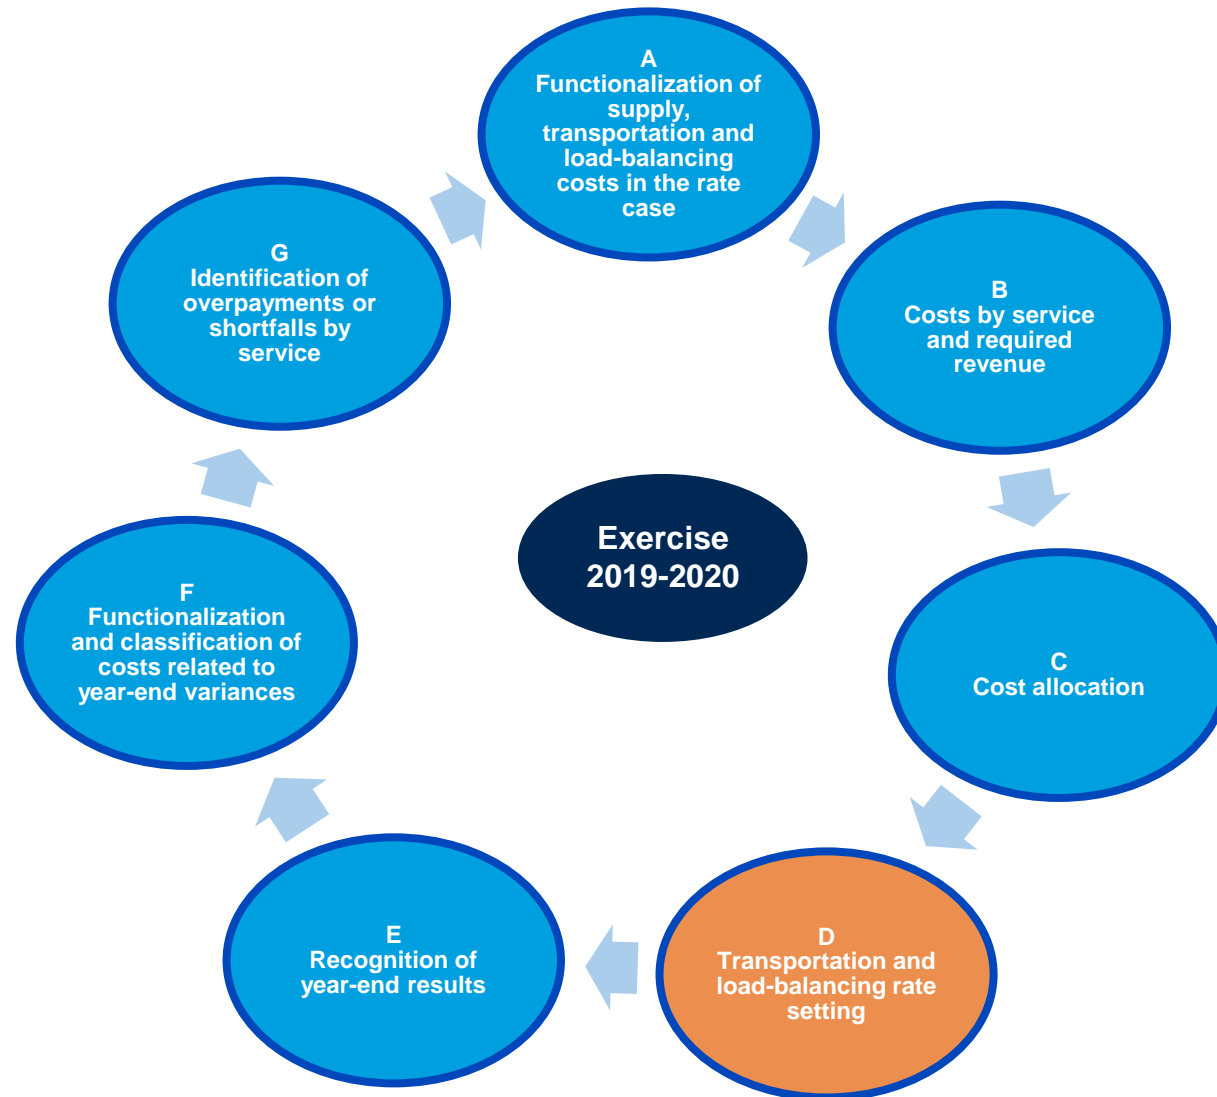 A
Functionalization of
supply,
transportation and
load-balancing
costs in the rate
case
B
Costs by service
and required
revenue
C
Cost allocation
D
Transportation and
load-balancing rate
setting
E
Recognition of
year-end results
F
Functionalization
and classification of
costs related to
year-end variances
G
Identification of
overpayments or
shortfalls by
service
Exercise
2019-2020